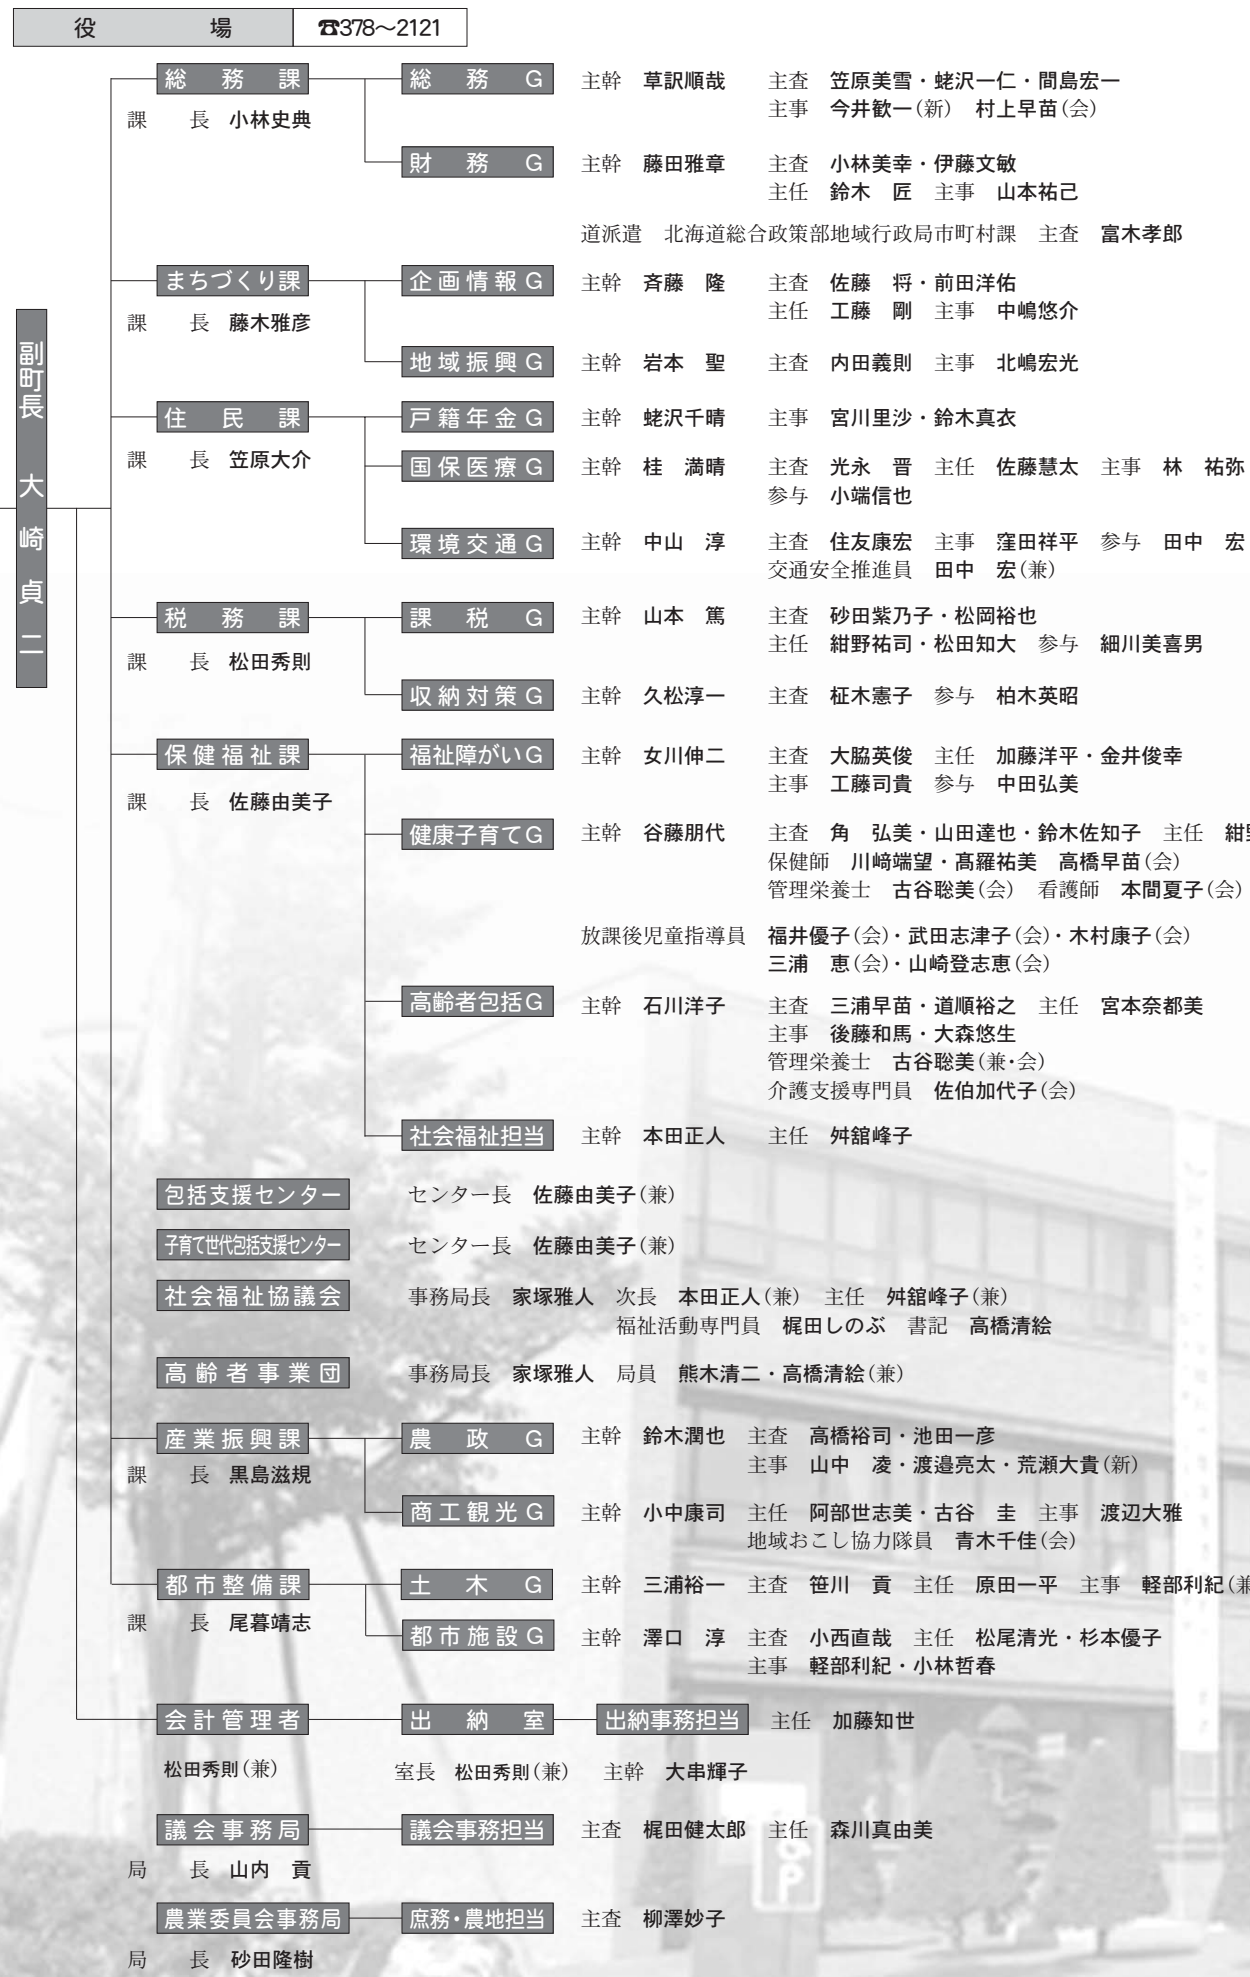 役場 ☎378～2121
副町長 大崎貞二
総務課 総務G 主幹 草訳順哉 主査 笠原美雪・蛯沢一仁・間島宏一
課長 小林史典 主事 今井歓一(新) 村上早苗(会)
財務G 主幹 藤田雅章 主査 小林美幸・伊藤文敏
主任 鈴木 匠 主事 山本祐己
道派遣 北海道総合政策部地域行政局市町村課 主査 富木孝郎
まちづくり課 企画情報G 主幹 斉藤 隆 主査 佐藤 将・前田洋佑
課長 藤木雅彦 主任 工藤 剛 主事 中嶋悠介
地域振興G 主幹 岩本 聖 主査 内田義則 主事 北嶋宏光
住民課 戸籍年金G 主幹 蛯沢千晴 主事 宮川里沙・鈴木真衣
課長 笠原大介 国保医療G 主幹 桂 満晴 主査 光永 晋 主任 佐藤慧太 主事 林 祐弥
参与 小端信也
環境交通G 主幹 中山 淳 主査 住友康宏 主事 窪田祥平 参与 田中 宏
交通安全推進員 田中 宏(兼)
税務課 課税G 主幹 山本 篤 主査 砂田紫乃子・松岡裕也
課長 松田秀則 主任 紺野祐司・松田知大 参与 細川美喜男
収納対策G 主幹 久松淳一 主査 柾木憲子 参与 柏木英昭
保健福祉課 福祉障がいG 主幹 女川伸二 主査 大脇英俊 主任 加藤洋平・金井俊幸
課長 佐藤由美子 主事 工藤司貴 参与 中田弘美
健康子育てG 主幹 谷藤朋代 主査 角 弘美・山田達也・鈴木佐知子 主任 紺
保健師 川﨑端望・髙羅祐美 高橋早苗(会)
管理栄養士 古谷聡美(会) 看護師 本間夏子(会)
放課後児童指導員 福井優子(会)・武田志津子(会)・木村康子(会)
三浦 恵(会)・山崎登志恵(会)
高齢者包括G 主幹 石川洋子 主査 三浦早苗・道順裕之 主任 宮本奈都美
主事 後藤和馬・大森悠生
管理栄養士 古谷聡美(兼・会)
介護支援専門員 佐伯加代子(会)
社会福祉担当 主幹 本田正人 主任 舛舘峰子
包括支援センター センター長 佐藤由美子(兼)
子育て世代包括支援センター センター長 佐藤由美子(兼)
社会福祉協議会 事務局長 家塚雅人 次長 本田正人(兼) 主任 舛舘峰子(兼)
福祉活動専門員 梶田しのぶ 書記 高橋清絵
高齢者事業団 事務局長 家塚雅人 局員 熊木清二・高橋清絵(兼)
産業振興課 農政G 主幹 鈴木潤也 主査 高橋裕司・池田一彦
課長 黒島滋規 主事 山中 凌・渡邉亮太・荒瀬大貴(新)
商工観光G 主幹 小中康司 主任 阿部世志美・古谷 圭 主事 渡辺大雅
地域おこし協力隊員 青木千佳(会)
都市整備課 土木G 主幹 三浦裕一 主査 笹川 貢 主任 原田一平 主事 軽部利紀(兼
課長 尾暮靖志 都市施設G 主幹 澤口 淳 主査 小西直哉 主任 松尾清光・杉本優子
主事 軽部利紀・小林哲春
会計管理者 出納室 出納事務担当 主任 加藤知世
松田秀則(兼) 室長 松田秀則(兼) 主幹 大串輝子
議会事務局 議会事務担当 主査 梶田健太郎 主任 森川真由美
局長 山内 貢
農業委員会事務局 庶務・農地担当 主査 柳澤妙子
局長 砂田隆樹